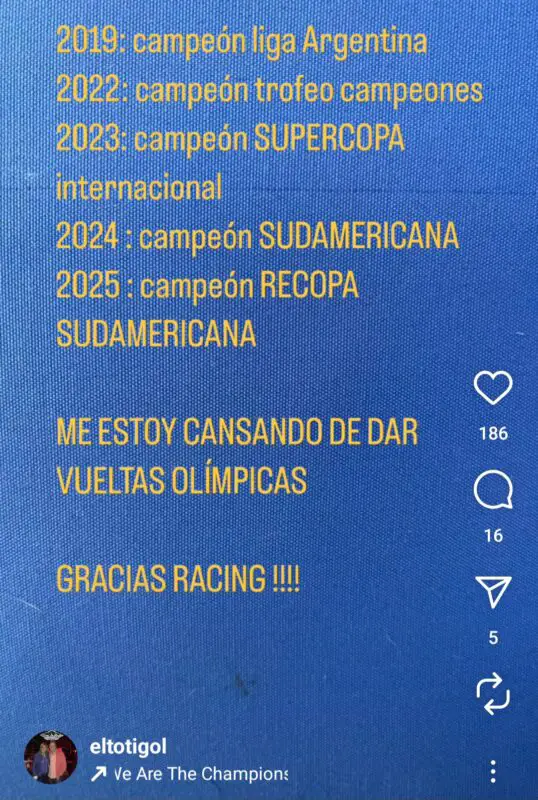 2019: campeón liga Argentina
2022: campeón trofeo campeones
2023: campeón SUPERCOPA
internacional
2024 : campeón SUDAMERICANA
2025 : campeón RECOPA
SUDAMERICANA
ME ESTOY CANSANDO DE DAR
VUELTAS OLÍMPICAS
GRACIAS RACING !!!!
186
16
5
eltotigol
We Are The Champions